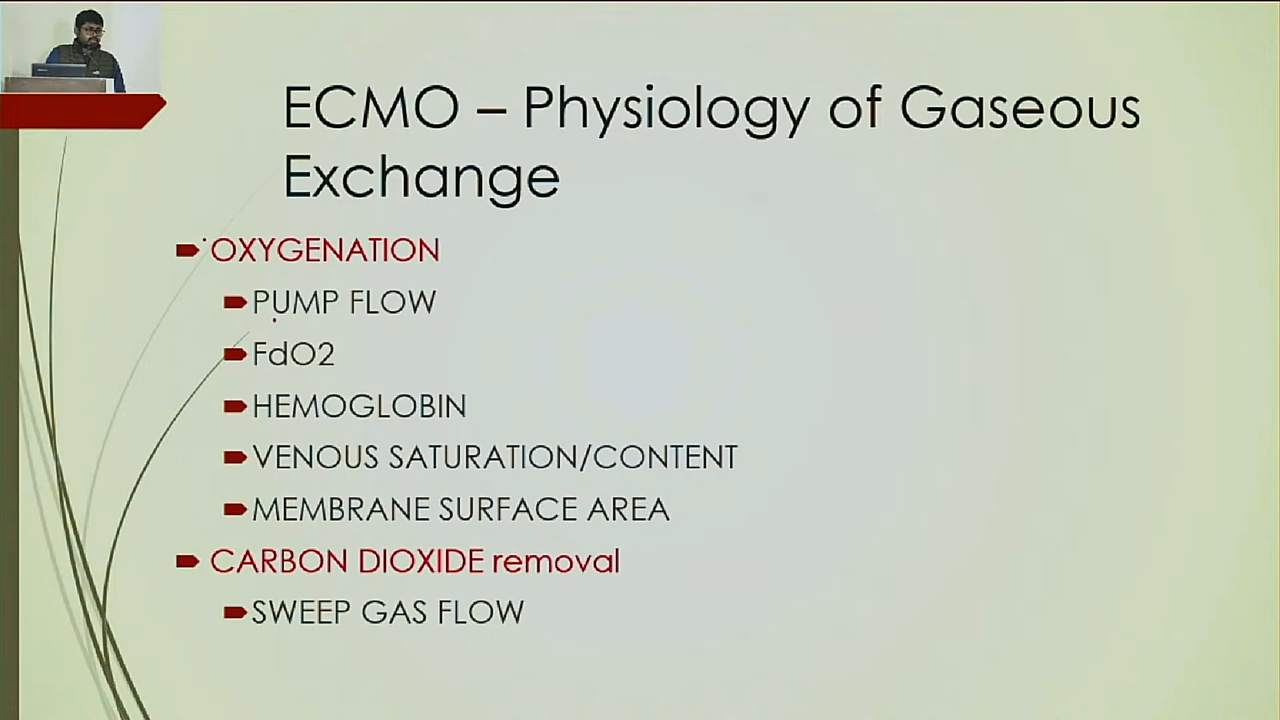 ECMO – Physiology of Gaseous
Exchange
OXYGENATION
PUMP FLOW
FdO2
HEMOGLOBIN
VENOUS SATURATION/CONTENT
MEMBRANE SURFACE AREA
CARBON DIOXIDE removal
SWEEP GAS FLOW